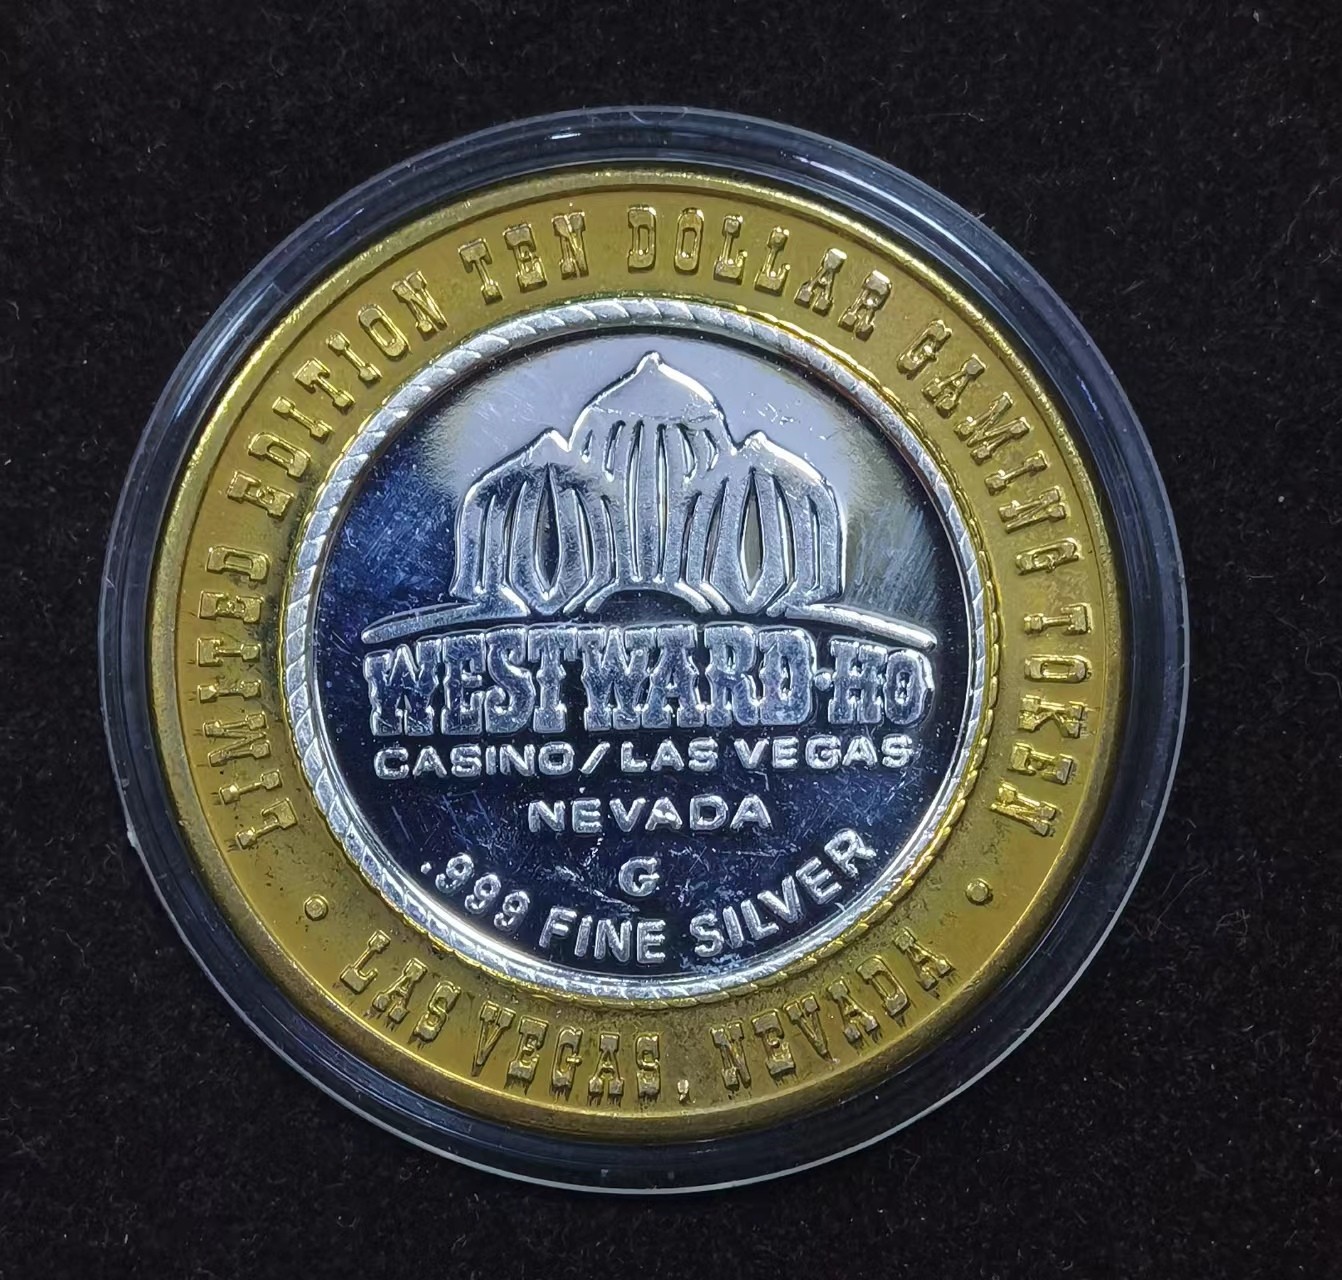 LIMITED EDITION TEN DOLLAR GAMING TOKEN
WESTWARD·HO
CASINO/LAS VEGAS
NEVADA
G
.999 FINE SILVER
• LAS VEGAS, NEVADA •